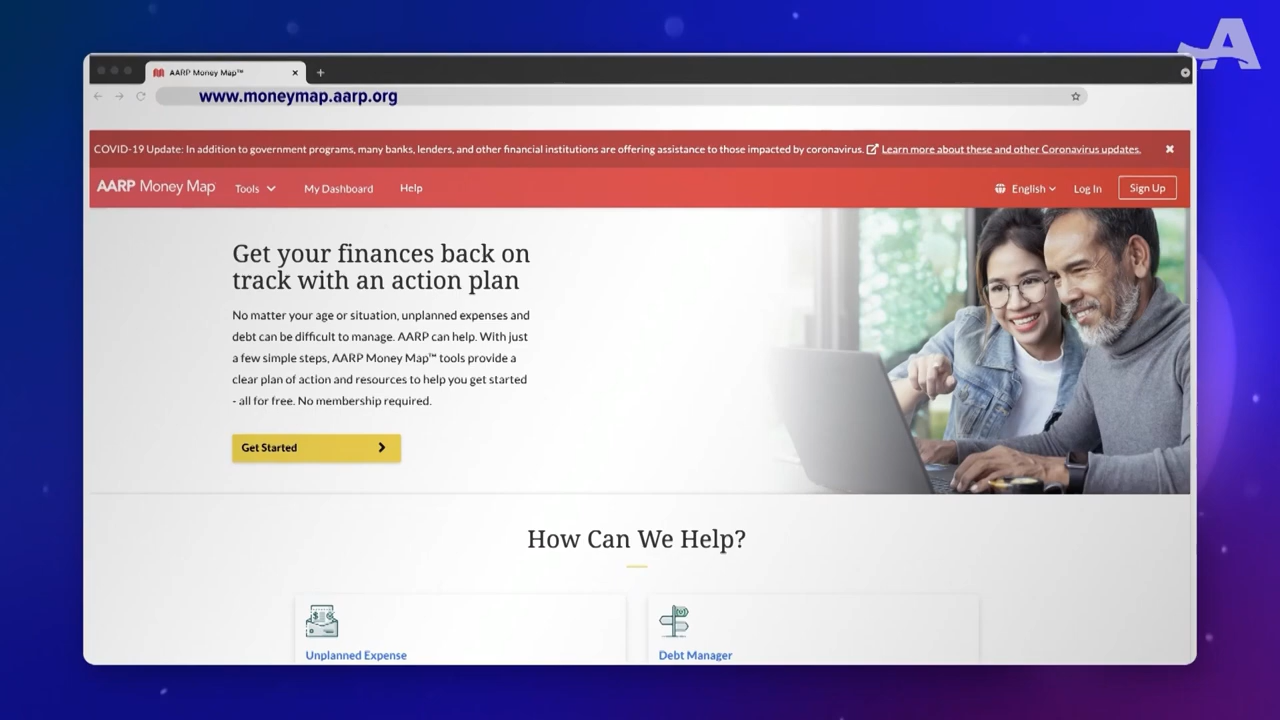 A
AARP Money Map™
www.moneymap.aarp.org
COVID-19 Update: In addition to government programs, many banks, lenders, and other financial institutions are offering assistance to those impacted by coronavirus. Learn more about these and other Coronavirus updates.
AARP Money Map Tools My Dashboard Help English Log In Sign Up
Get your finances back on
track with an action plan
No matter your age or situation, unplanned expenses and
debt can be difficult to manage. AARP can help. With just
a few simple steps, AARP Money Map™ tools provide a
clear plan of action and resources to help you get started
- all for free. No membership required.
Get Started
How Can We Help?
Unplanned Expense
Debt Manager